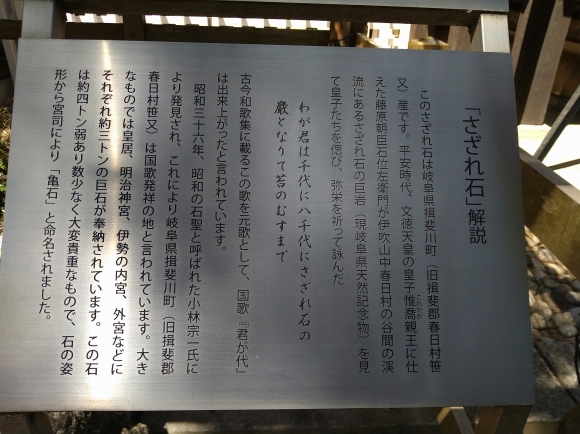 「さざれ石」解説
このさざれ石は岐阜県揖斐川町（旧揖斐郡春日村笹
又）産です。平安時代、文徳天皇の皇子惟喬親王に仕
えた藤原朝臣石位左衛門が伊吹山中春日村の谷間の渓
流にあるさざれ石の巨岩（現岐阜県天然記念物）を見
て皇子たちを偲び、弥栄を祈って詠んだ
わが君は千代に八千代にさざれ石の
巌となりて苔のむすまで
古今和歌集に載るこの歌を元歌として、国歌『君が代』
は出来上がったと言われています。
昭和三十六年、昭和の石聖と呼ばれた小林宗一氏に
より発見され、これにより岐阜県揖斐川町（旧揖斐郡
春日村笹又）は国歌発祥の地と言われています。大き
なものでは皇居、明治神宮、伊勢の内宮、外宮などに
それぞれ約三トンの巨石が奉納されています。この石
は約四トン弱あり数少なく大変貴重なもので、石の姿
形から宮司により「亀石」と命名されました。